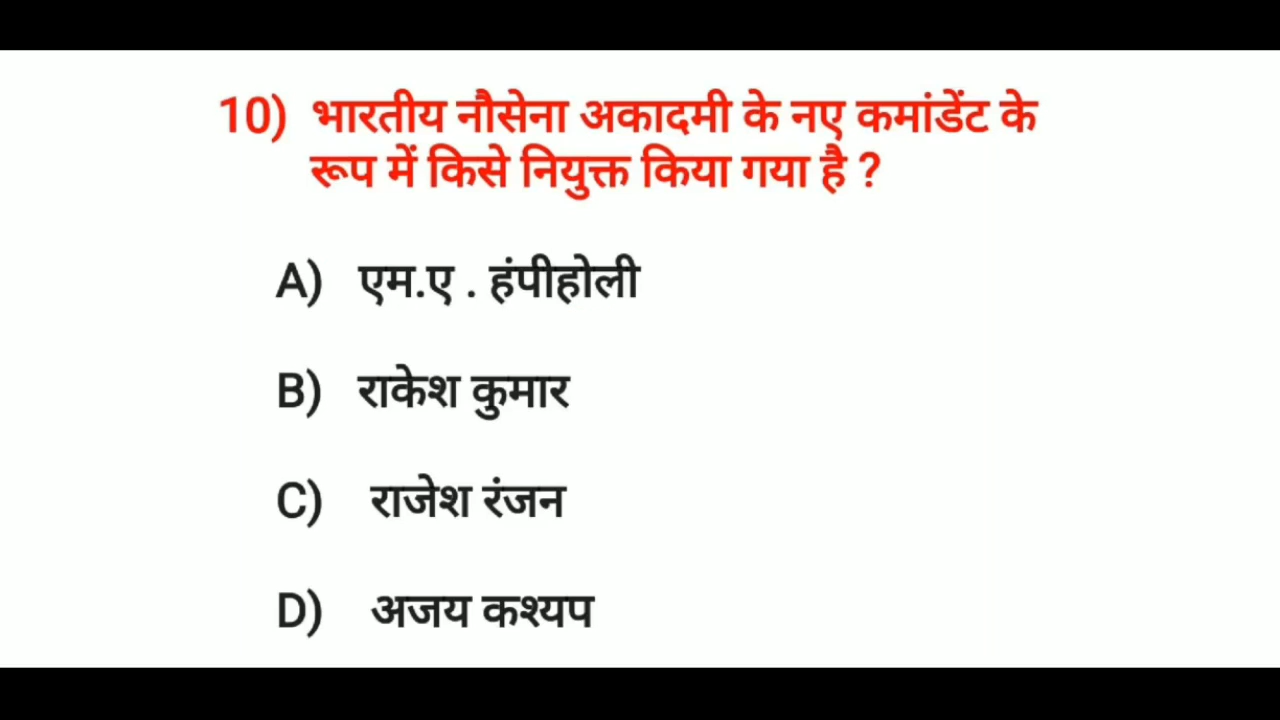 10) भारतीय नौसेना अकादमी के नए कमांडेंट के
रूप में किसे नियुक्त किया गया है ?
A) एम.ए . हंपीहोली
B) राकेश कुमार
C) राजेश रंजन
D) अजय कश्यप